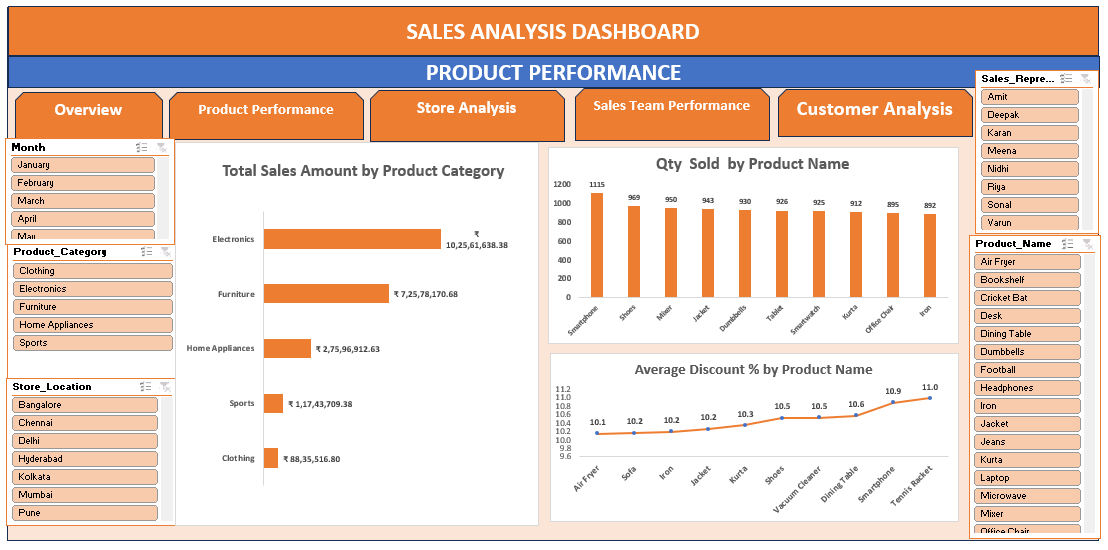 SALES ANALYSIS DASHBOARD
PRODUCT PERFORMANCE
Overview
Product Performance
Store Analysis
Sales Team Performance
Customer Analysis
Month
January
February
March
April
May
Product_Category
Clothing
Electronics
Furniture
Home Appliances
Sports
Store_Location
Bangalore
Chennai
Delhi
Hyderabad
Kolkata
Mumbai
Pune
Total Sales Amount by Product Category
Electronics
₹
10,25,61,638.38
Furniture
₹ 7,25,78,170.68
Home Appliances
₹ 2,75,96,912.63
Sports
₹ 1,17,43,709.38
Clothing
₹ 88,35,516.80
Qty Sold by Product Name
1200
1000
800
600
400
200
0
1115
969
950
943
930
926
925
912
895
892
Smartphone
Shoes
Mixer
Jacket
Dumbbells
Tablet
Smartwatch
Kurta
Office Chair
Iron
Average Discount % by Product Name
11.2
11.0
10.8
10.6
10.4
10.2
10.0
9.8
9.6
10.1
10.2
10.2
10.2
10.3
10.5
10.5
10.6
10.9
11.0
Air Fryer
Sofa
Iron
Jacket
Kurta
Shoes
Vacuum Cleaner
Dining Table
Smartphone
Tennis Racket
Sales_Repre...
Amit
Deepak
Karan
Meena
Nidhi
Riya
Sonal
Varun
Product_Name
Air Fryer
Bookshelf
Cricket Bat
Desk
Dining Table
Dumbbells
Football
Headphones
Iron
Jacket
Jeans
Kurta
Laptop
Microwave
Mixer
Office Chair